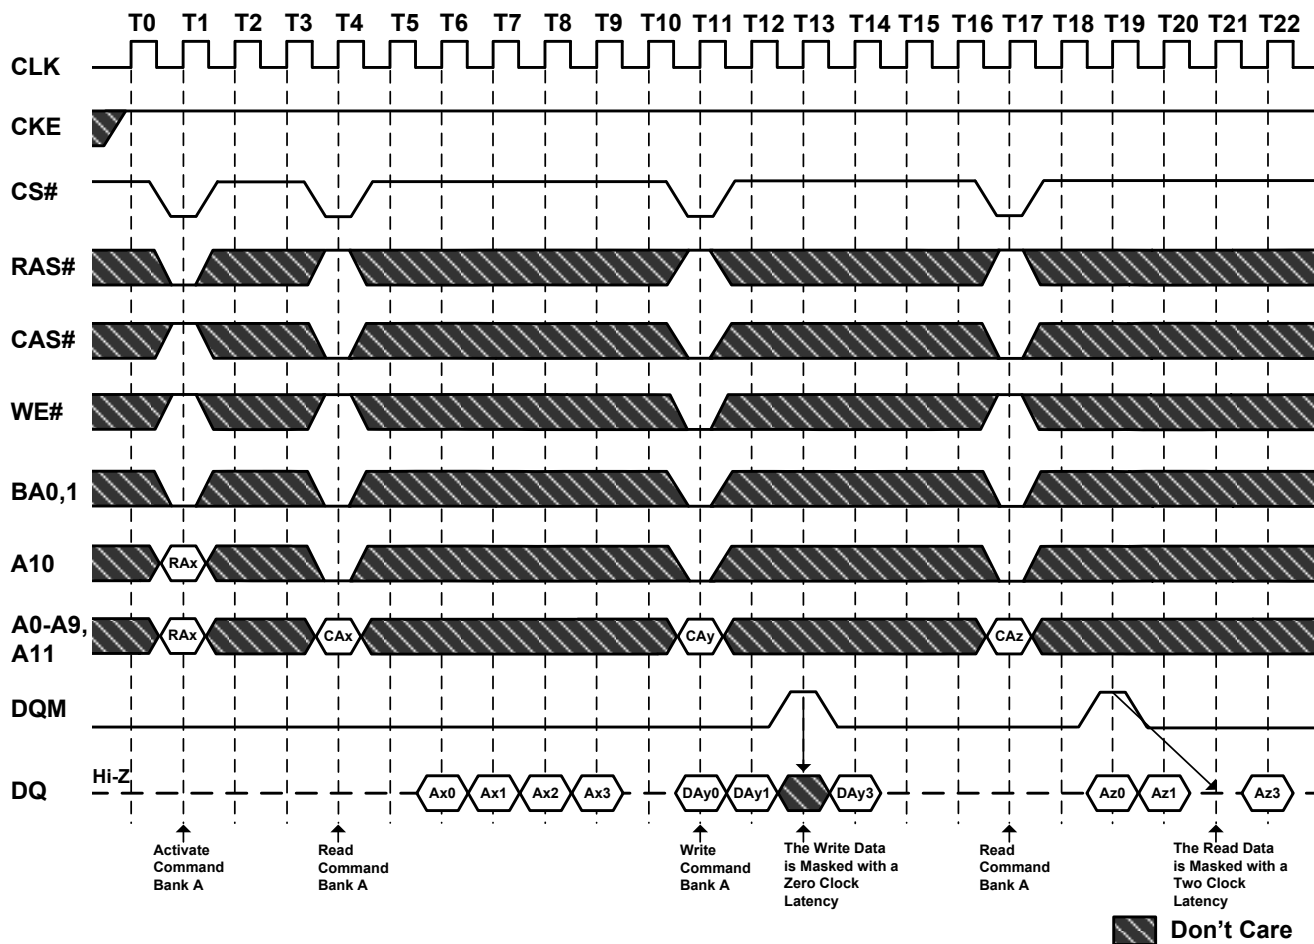 T0 T1 T2 T3 T4 T5 T6 T7 T8 T9 T10 T11 T12 T13 T14 T15 T16 T17 T18 T19 T20 T21 T22
CLK
CKE
CS#
RAS#
CAS#
WE#
BA0,1
A10 RAx
A0-A9,
A11 RAx CAx CAy CAz
DQM
Hi-Z
DQ Ax0 Ax1 Ax2 Ax3 DAy0 DAy1 DAy3 Az0 Az1 Az3
Activate
Command
Bank A
Read
Command
Bank A
Write
Command
Bank A
The Write Data
is Masked with a
Zero Clock
Latency
Read
Command
Bank A
The Read Data
is Masked with a
Two Clock
Latency
Don't Care